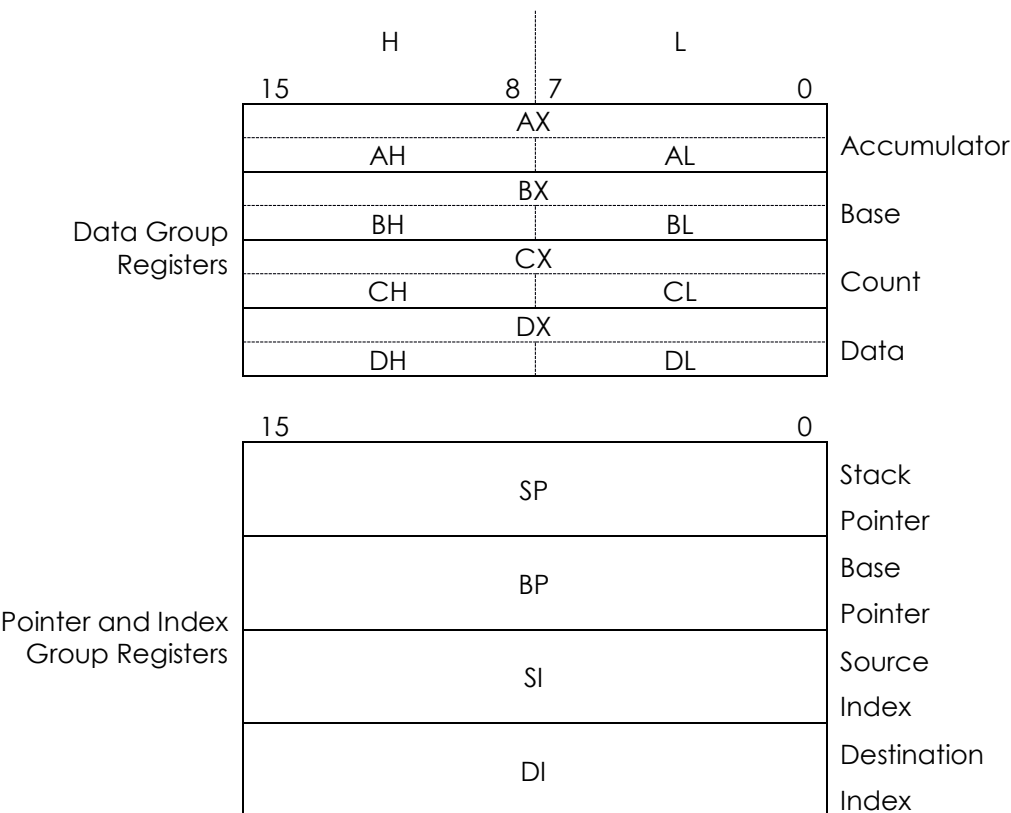 H L
15 8 7 0
AX
AH AL
Accumulator
BX
BH BL
Base
Data Group
Registers
CX
CH CL
Count
DX
DH DL
Data
15 0
SP
Stack
Pointer
BP
Base
Pointer
Pointer and Index
Group Registers
SI
Source
Index
DI
Destination
Index